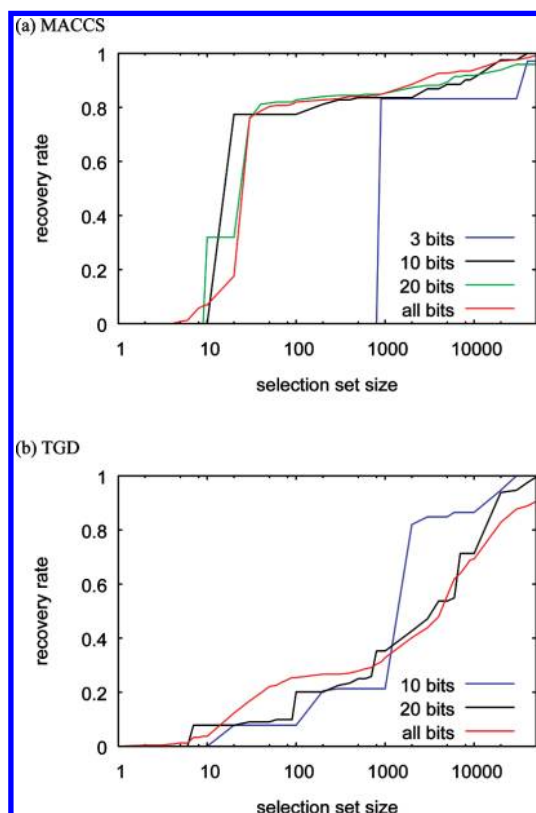 (a) MACCS
1
0.8
0.6
0.4
0.2
0
recovery rate
3 bits
10 bits
20 bits
all bits
1 10 100 1000 10000
selection set size
(b) TGD
1
0.8
0.6
0.4
0.2
0
recovery rate
10 bits
20 bits
all bits
1 10 100 1000 10000
selection set size